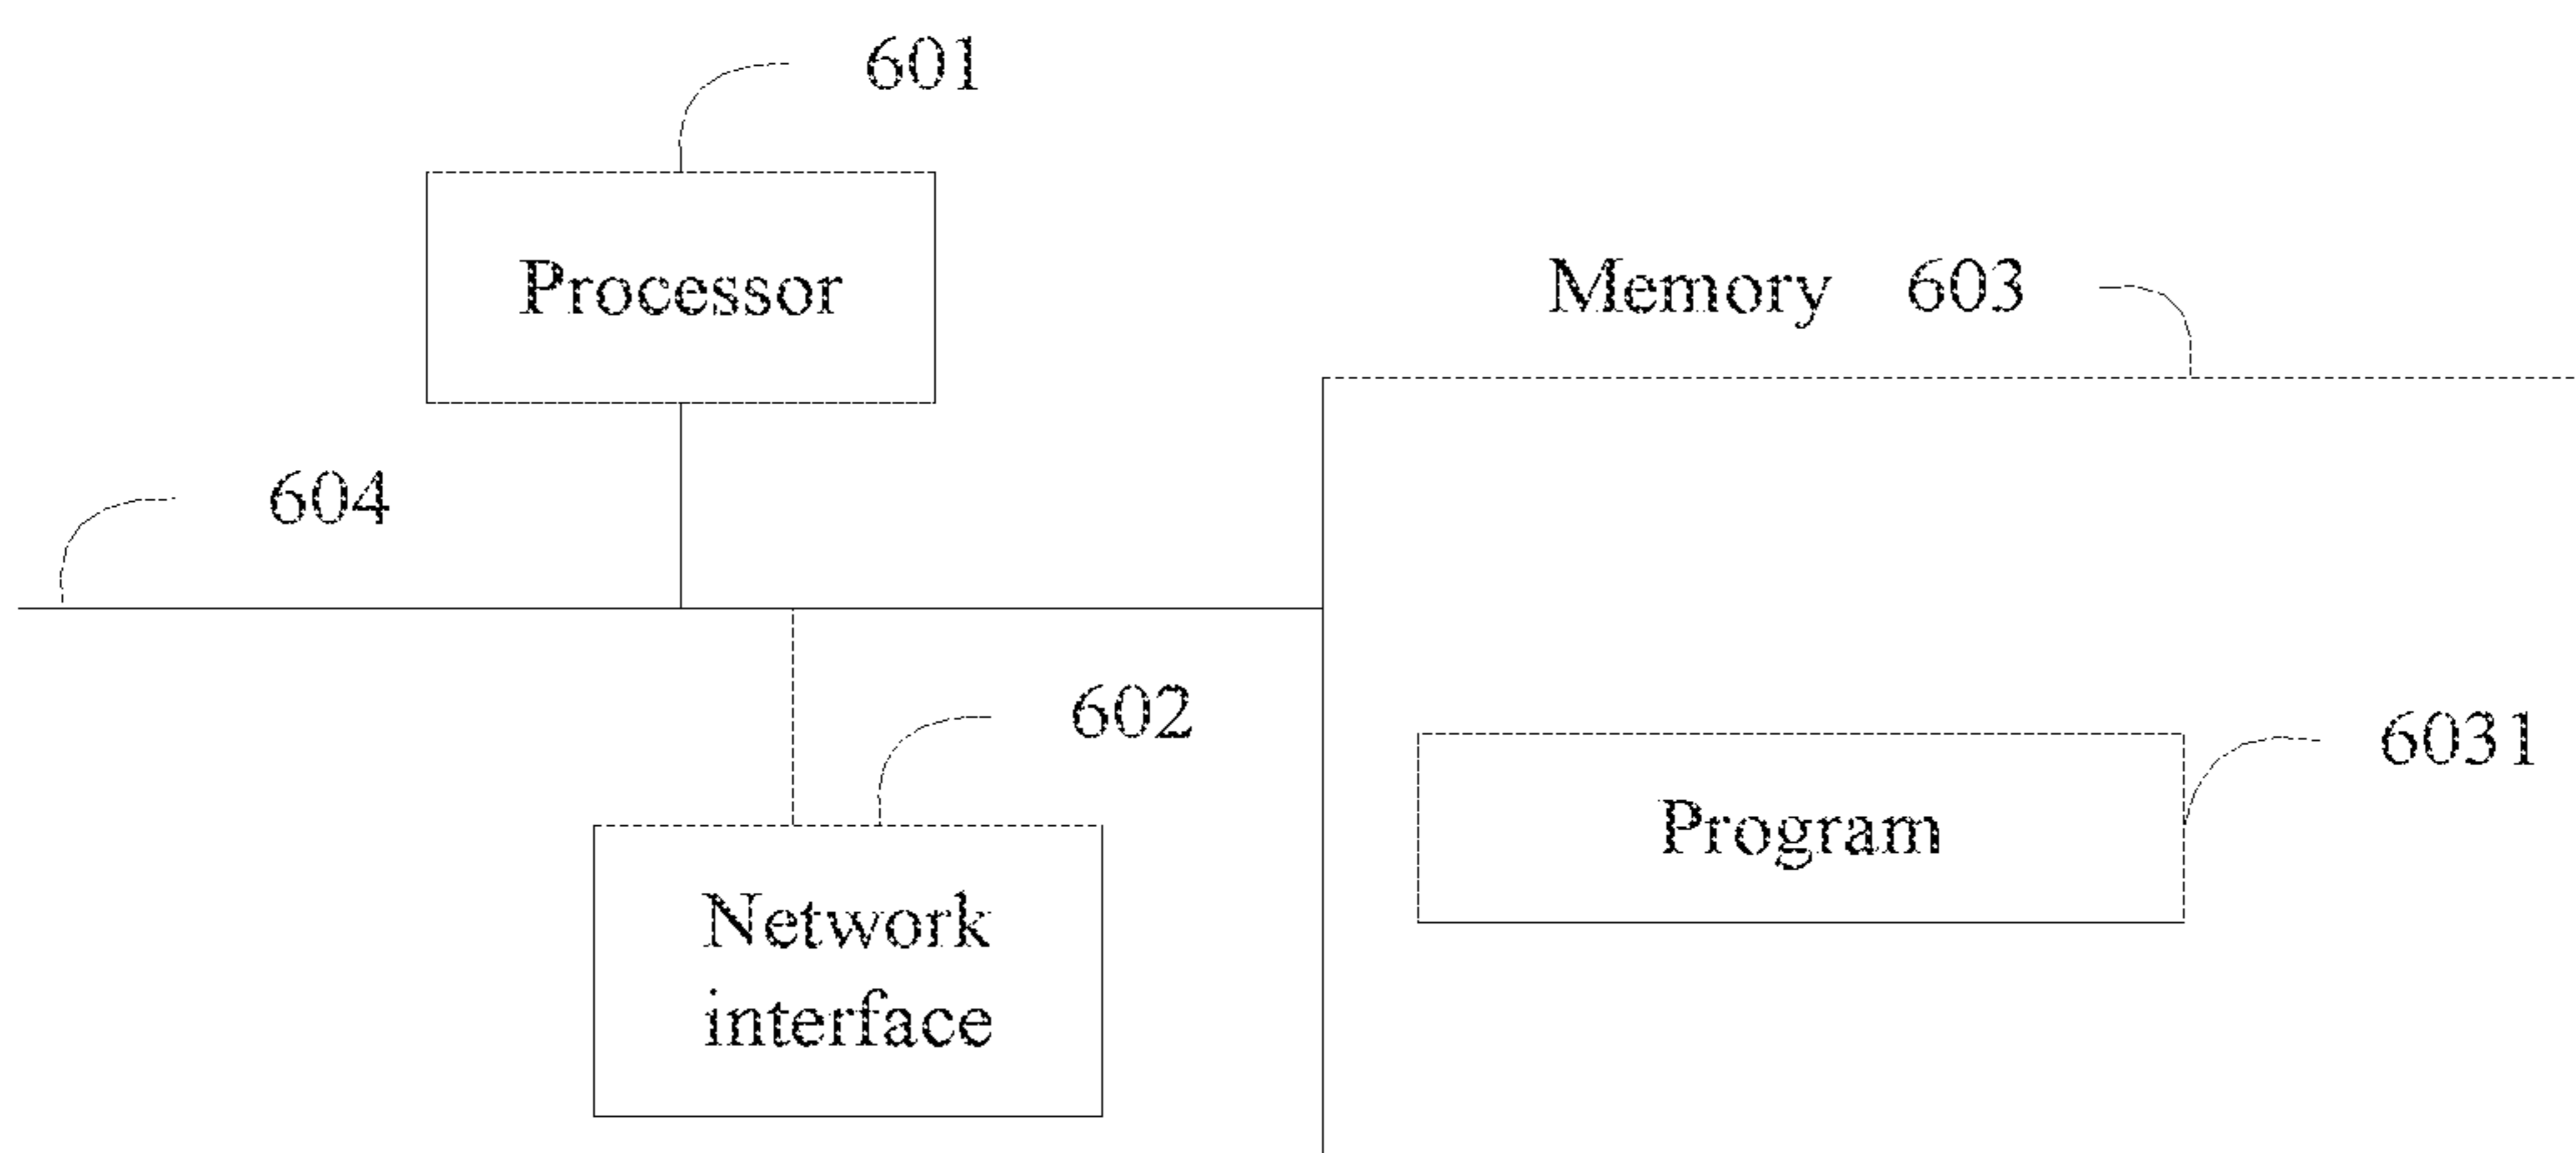 601
Processor
Memory 603
604
602
6031
Program
Network
interface